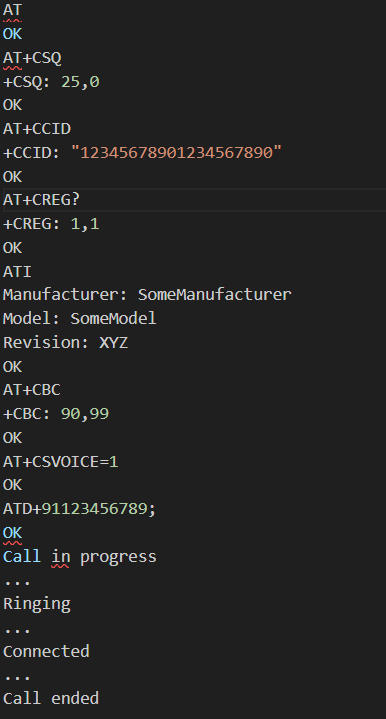 AT
OK
AT+CSQ
+CSQ: 25,0
OK
AT+CCID
+CCID: "12345678901234567890"
OK
AT+CREG?
+CREG: 1,1
OK
ATI
Manufacturer: SomeManufacturer
Model: SomeModel
Revision: XYZ
OK
AT+CBC
+CBC: 90,99
OK
AT+CSVOICE=1
OK
ATD+91123456789;
OK
Call in progress
...
Ringing
...
Connected
...
Call ended